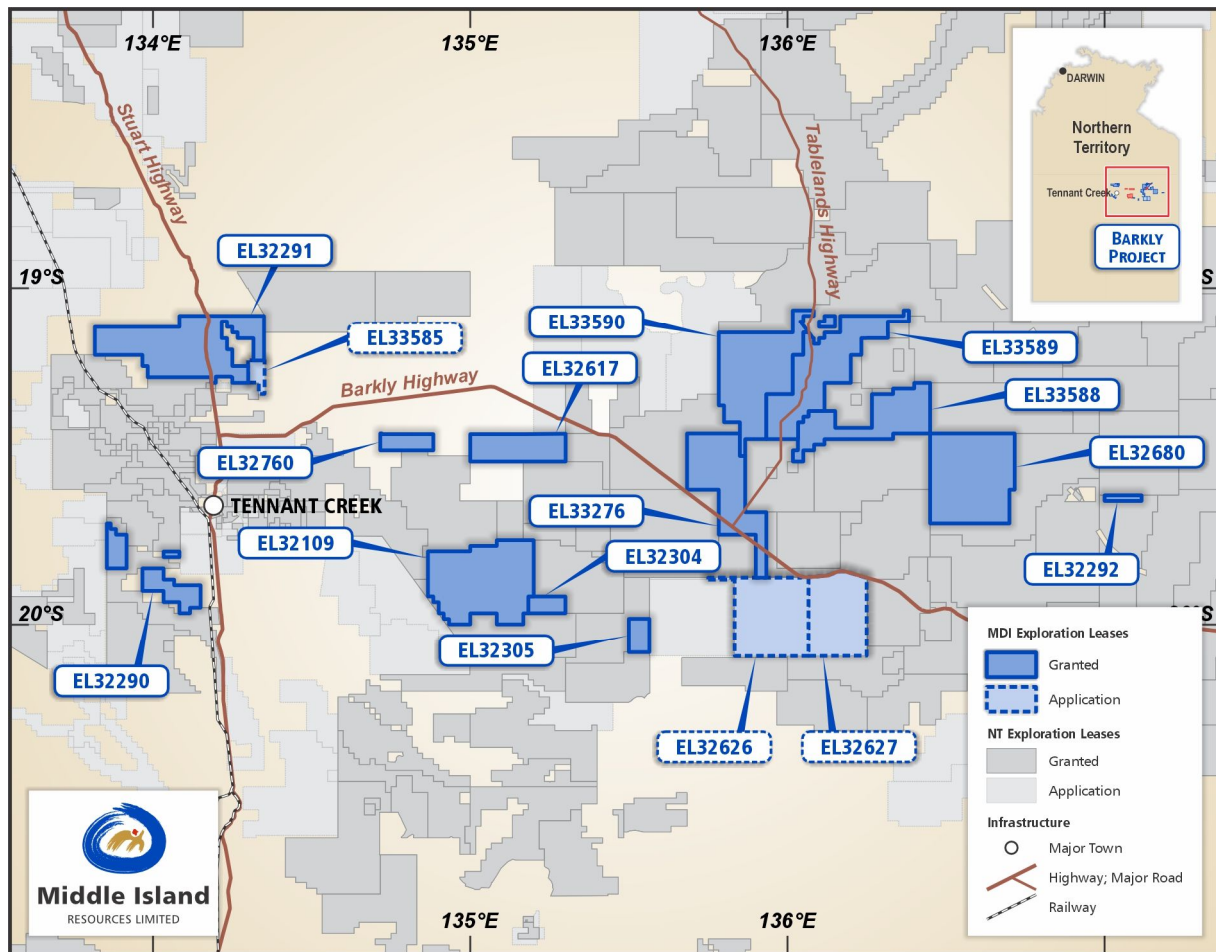 134°E
135°E
136°E
Stuart Highway
Tablelands Highway
DARWIN
Northern
Territory
Tennant Creek
BARKLY
PROJECT
19°S
S
EL32291
EL33585
EL33590
EL33589
EL32617
EL33588
Barkly Highway
EL32760
EL32680
TENNANT CREEK
EL33276
EL32109
EL32304
EL32292
20°S
EL32305
EL32290
EL32626
EL32627
MDI Exploration Leases
Granted
Application
NT Exploration Leases
Granted
Application
Infrastructure
Major Town
Highway; Major Road
Railway
Middle Island
RESOURCES LIMITED
135°E
136°E